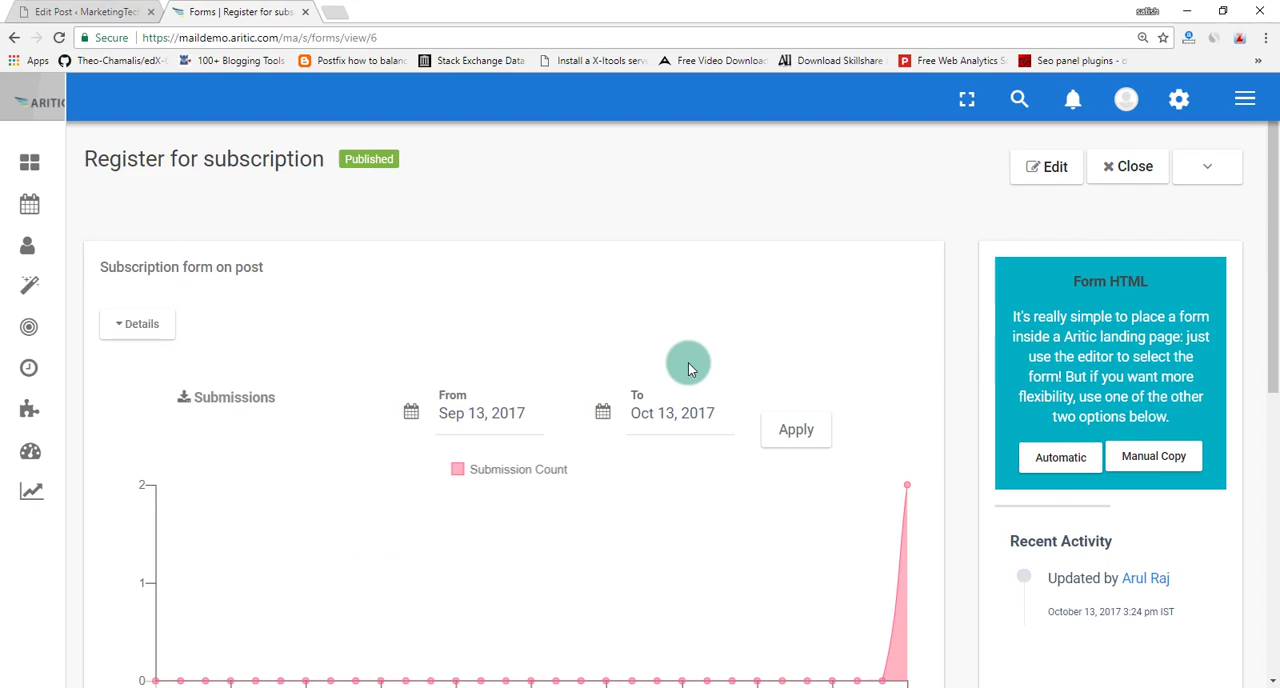 Edit Post ‹ MarketingTech
Forms | Register for subs
satish
Secure
https://maildemo.aritic.com/ma/s/forms/view/6
Apps
Theo-Chamalis/edX-
100+ Blogging Tools
Postfix how to balanc
Stack Exchange Data
Install a X-Itools serv
Free Video Download
Download Skillshare
Free Web Analytics S
Seo panel plugins - o
»
ARITIC
Register for subscription
Published
Edit
Close
Subscription form on post
Details
Submissions
From
Sep 13, 2017
To
Oct 13, 2017
Apply
Submission Count
2
1
0
Form HTML
It's really simple to place a form
inside a Aritic landing page: just
use the editor to select the
form! But if you want more
flexibility, use one of the other
two options below.
Automatic
Manual Copy
Recent Activity
Updated by Arul Raj
October 13, 2017 3:24 pm IST